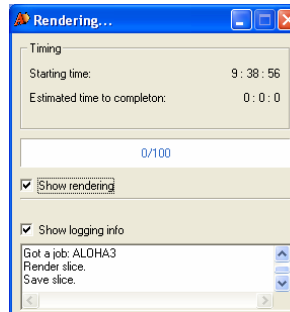 Rendering...
Timing
Starting time: 9 : 38 : 56
Estimated time to completon: 0 : 0 : 0
0/100
Show rendering
Show logging info
Got a job: ALOHA3
Render slice.
Save slice.